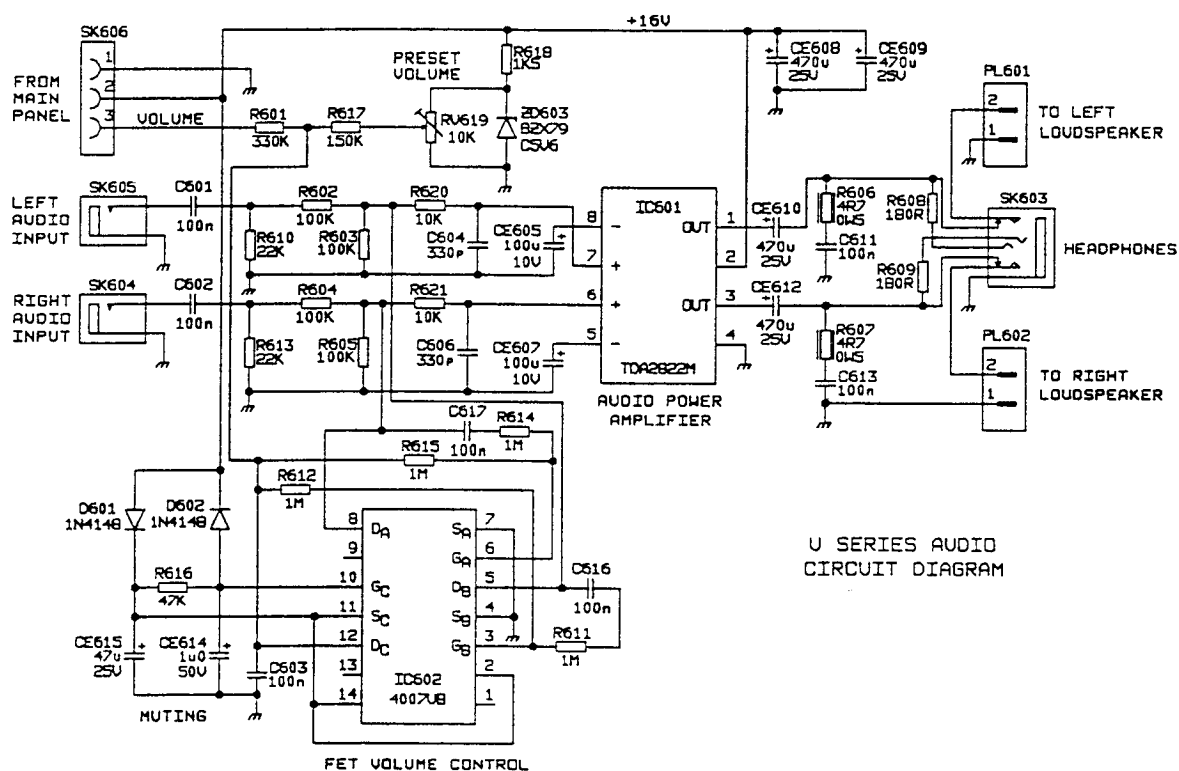 SK606
1
2
3
FROM
MAIN
PANEL
VOLUME
R601
330K
R617
150K
PRESET
VOLUME
RV619
10K
+16V
R618
1K5
ZD603
BZX79
C5V6
CE608
470u
25V
CE609
470u
25V
PL601
2
1
TO LEFT
LOUDSPEAKER
SK605
LEFT
AUDIO
INPUT
C601
100n
R602
100K
R620
10K
R610
22K
R603
100K
C604
330p
CE605
100u
10V
SK604
RIGHT
AUDIO
INPUT
C602
100n
R604
100K
R621
10K
R613
22K
R605
100K
C606
330p
CE607
100u
10V
IC601
8
-
7
+
6
+
5
-
OUT
1
2
OUT
3
4
TDA2822M
AUDIO POWER
AMPLIFIER
CE610
470u
25V
R606
4R7
0W5
C611
100n
R608
180R
SK603
HEADPHONES
R609
180R
CE612
470u
25V
R607
4R7
0W5
C613
100n
PL602
2
1
TO RIGHT
LOUDSPEAKER
C617
100n
R614
1M
R615
1M
R612
1M
D601
1N4148
D602
1N4148
R616
47K
CE615
47u
25V
CE614
1u0
50V
C603
100n
MUTING
8
DA
SA
7
9
GA
6
10
GC
DB
5
11
SC
SB
4
12
DC
GB
3
13
2
14
1
IC602
4007UB
C616
100n
R611
1M
FET VOLUME CONTROL
U SERIES AUDIO
CIRCUIT DIAGRAM